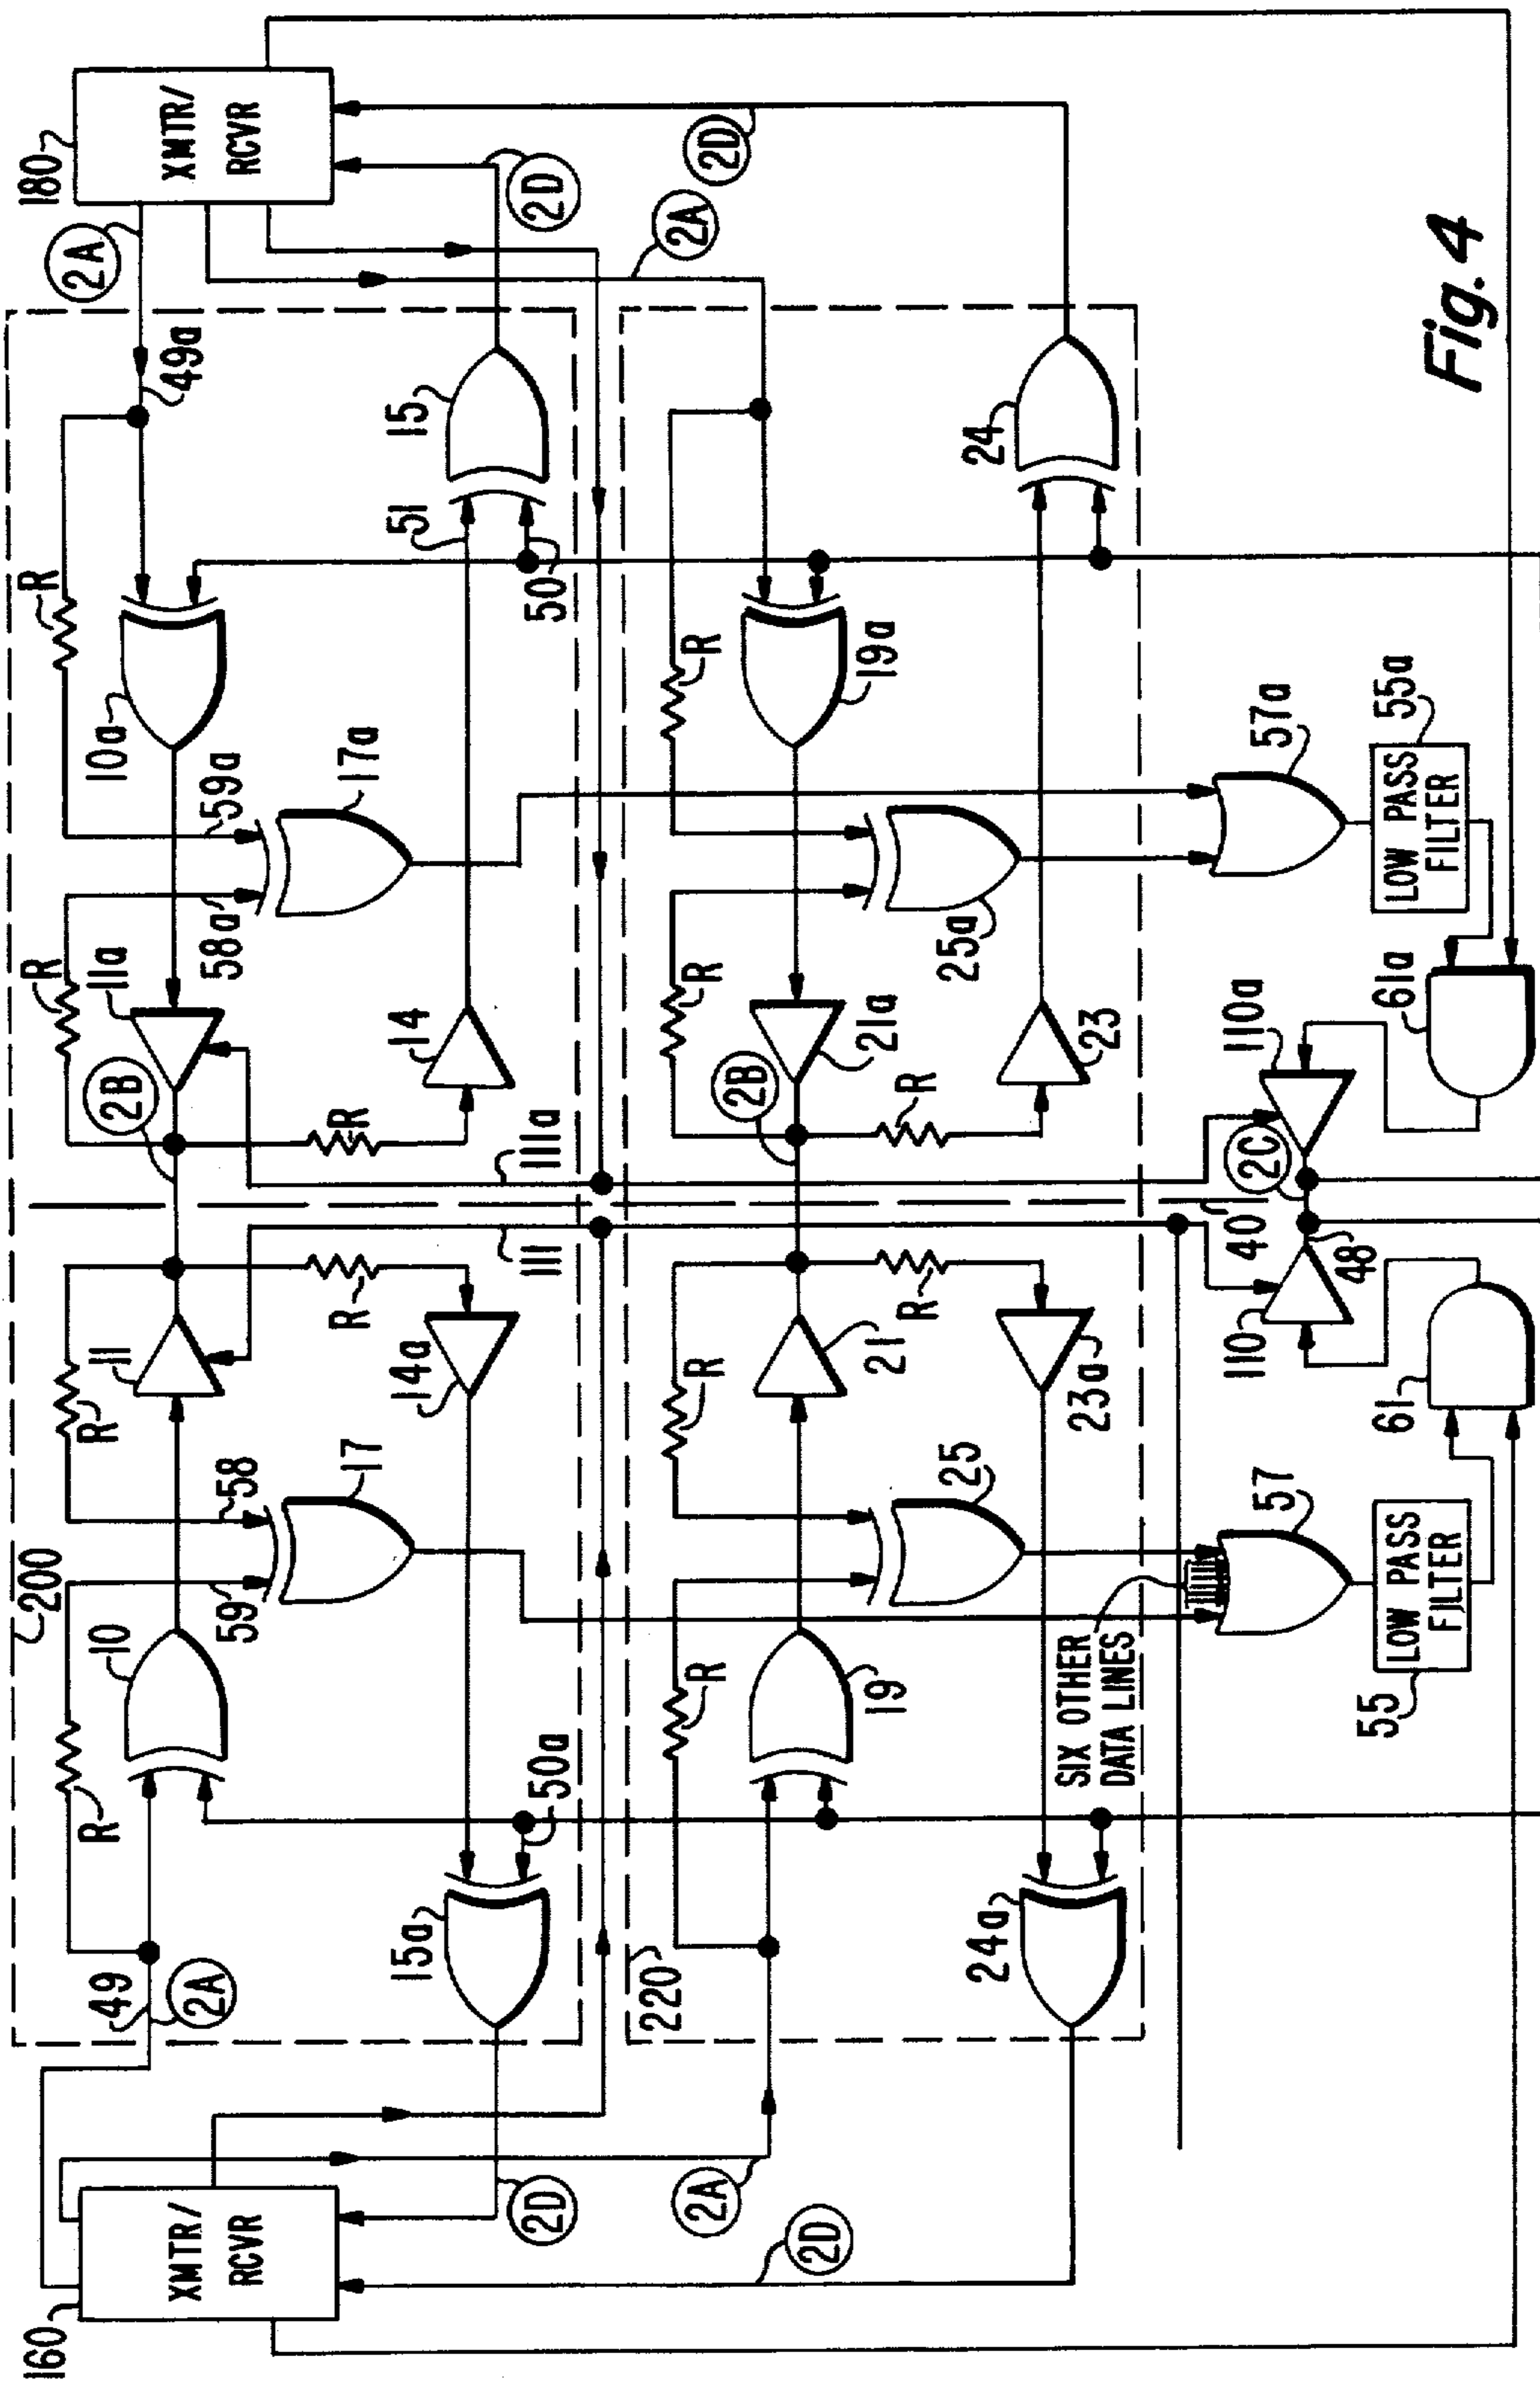 180
XMTR/
RCVR
2A
49a
2D
2D
2A
R
10a
59a
17a
58a
R
11a
2B
14
R
111a
15
51
50
R
19a
R
25a
21a
2B
R
23
24
57a
55a
LOW PASS
FILTER
61a
110a
2C
48
40
Fig. 4
200
10
R
59
58
17
R
11
R
111
14a
50a
15a
49
2A
220
R
19
R
25
21
R
23a
24a
SIX OTHER
DATA LINES
57
55
LOW PASS
FILTER
61
110
160
XMTR/
RCVR
2D
2A
2D